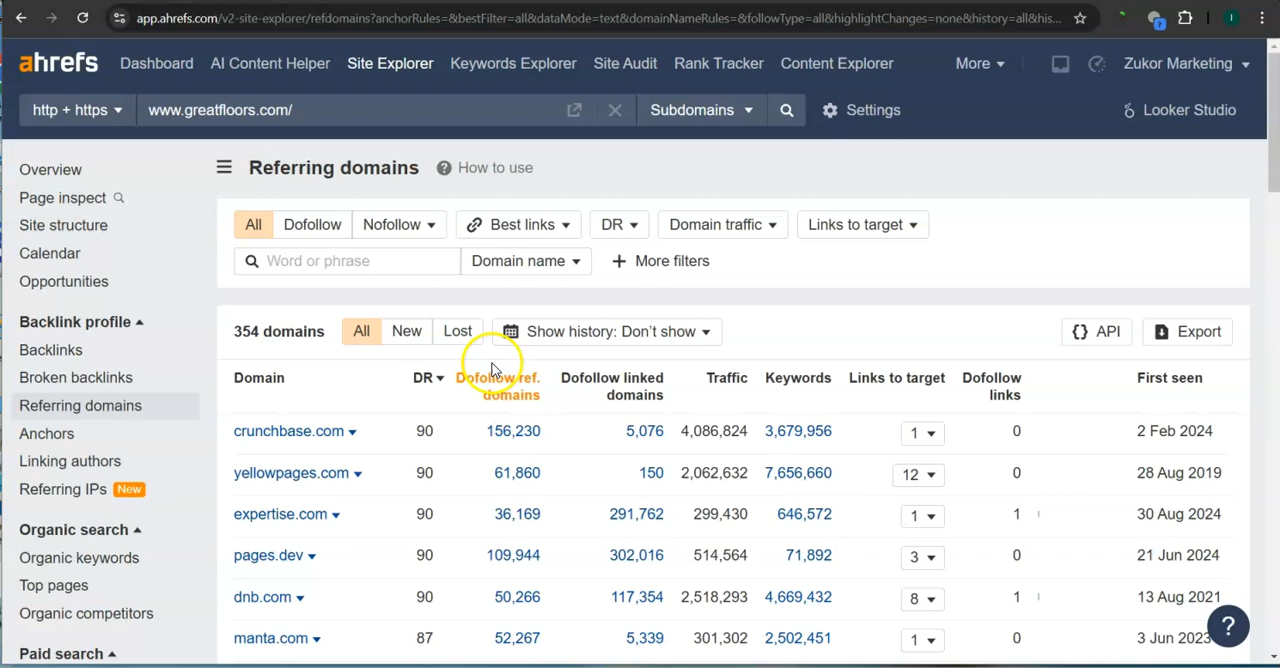 app.ahrefs.com/v2-site-explorer/refdomains?anchorRules=&bestFilter=all&dataMode=text&domainNameRules=&followType=all&highlightChanges=none&history=all&his...
ahrefs Dashboard AI Content Helper Site Explorer Keywords Explorer Site Audit Rank Tracker Content Explorer More Zukor Marketing
http + https www.greatfloors.com/ Subdomains Settings Looker Studio
Overview
Page inspect
Site structure
Calendar
Opportunities
Backlink profile
Backlinks
Broken backlinks
Referring domains
Anchors
Linking authors
Referring IPs New
Organic search
Organic keywords
Top pages
Organic competitors
Paid search
Referring domains ? How to use
All Dofollow Nofollow Best links DR Domain traffic Links to target
Word or phrase Domain name + More filters
354 domains All New Lost Show history: Don't show {} API Export
Domain DR Dofollow ref. domains Dofollow linked domains Traffic Keywords Links to target Dofollow links First seen
crunchbase.com 90 156,230 5,076 4,086,824 3,679,956 1 0 2 Feb 2024
yellowpages.com 90 61,860 150 2,062,632 7,656,660 12 0 28 Aug 2019
expertise.com 90 36,169 291,762 299,430 646,572 1 1 30 Aug 2024
pages.dev 90 109,944 302,016 514,564 71,892 3 0 21 Jun 2024
dnb.com 90 50,266 117,354 2,518,293 4,669,432 8 1 13 Aug 2021
manta.com 87 52,267 5,339 301,302 2,502,451 1 0 3 Jun 2023
?